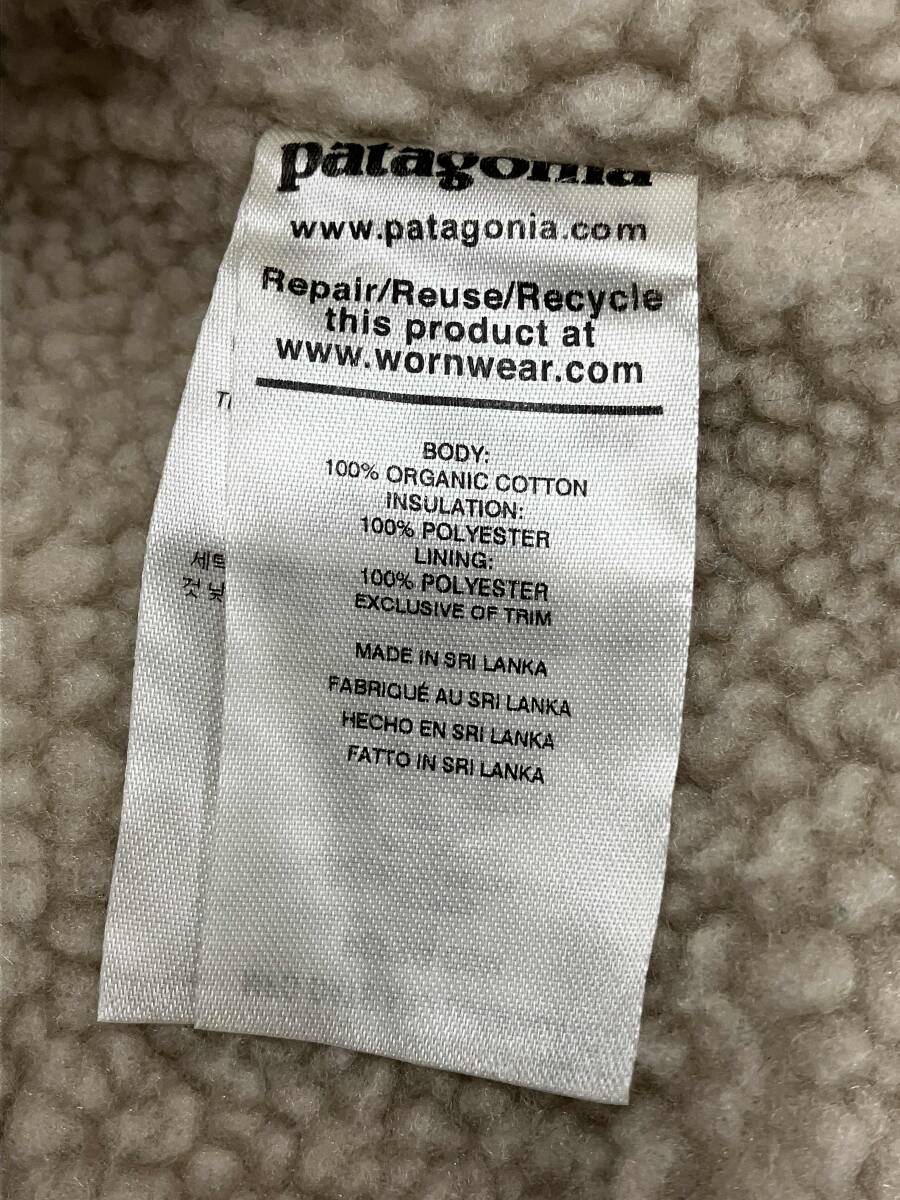 patagonia
www.patagonia.com
Repair/Reuse/Recycle
this product at
www.wornwear.com
BODY:
100% ORGANIC COTTON
INSULATION:
100% POLYESTER
LINING:
100% POLYESTER
EXCLUSIVE OF TRIM
MADE IN SRI LANKA
FABRIQUÉ AU SRI LANKA
HECHO EN SRI LANKA
FATTO IN SRI LANKA